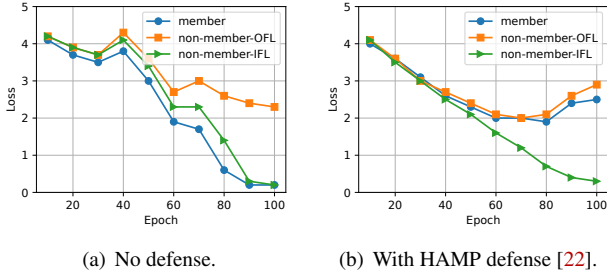 5
4
3
2
1
0
Loss
20 40 60 80 100
Epoch
member
non-member-OFL
non-member-IFL
5
4
3
2
1
0
Loss
20 40 60 80 100
Epoch
member
non-member-OFL
non-member-IFL
(a) No defense.
(b) With HAMP defense [22].